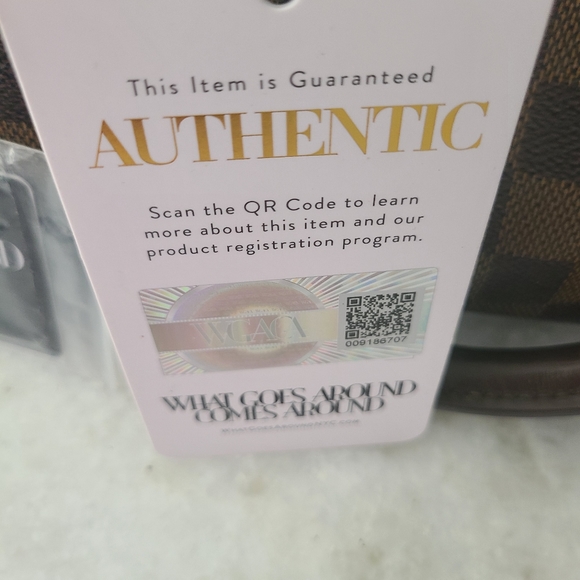 This Item is Guaranteed
AUTHENTIC
Scan the QR Code to learn
more about this item and our
product registration program.
WGACA
009186707
WHAT GOES AROUND
COMES AROUND